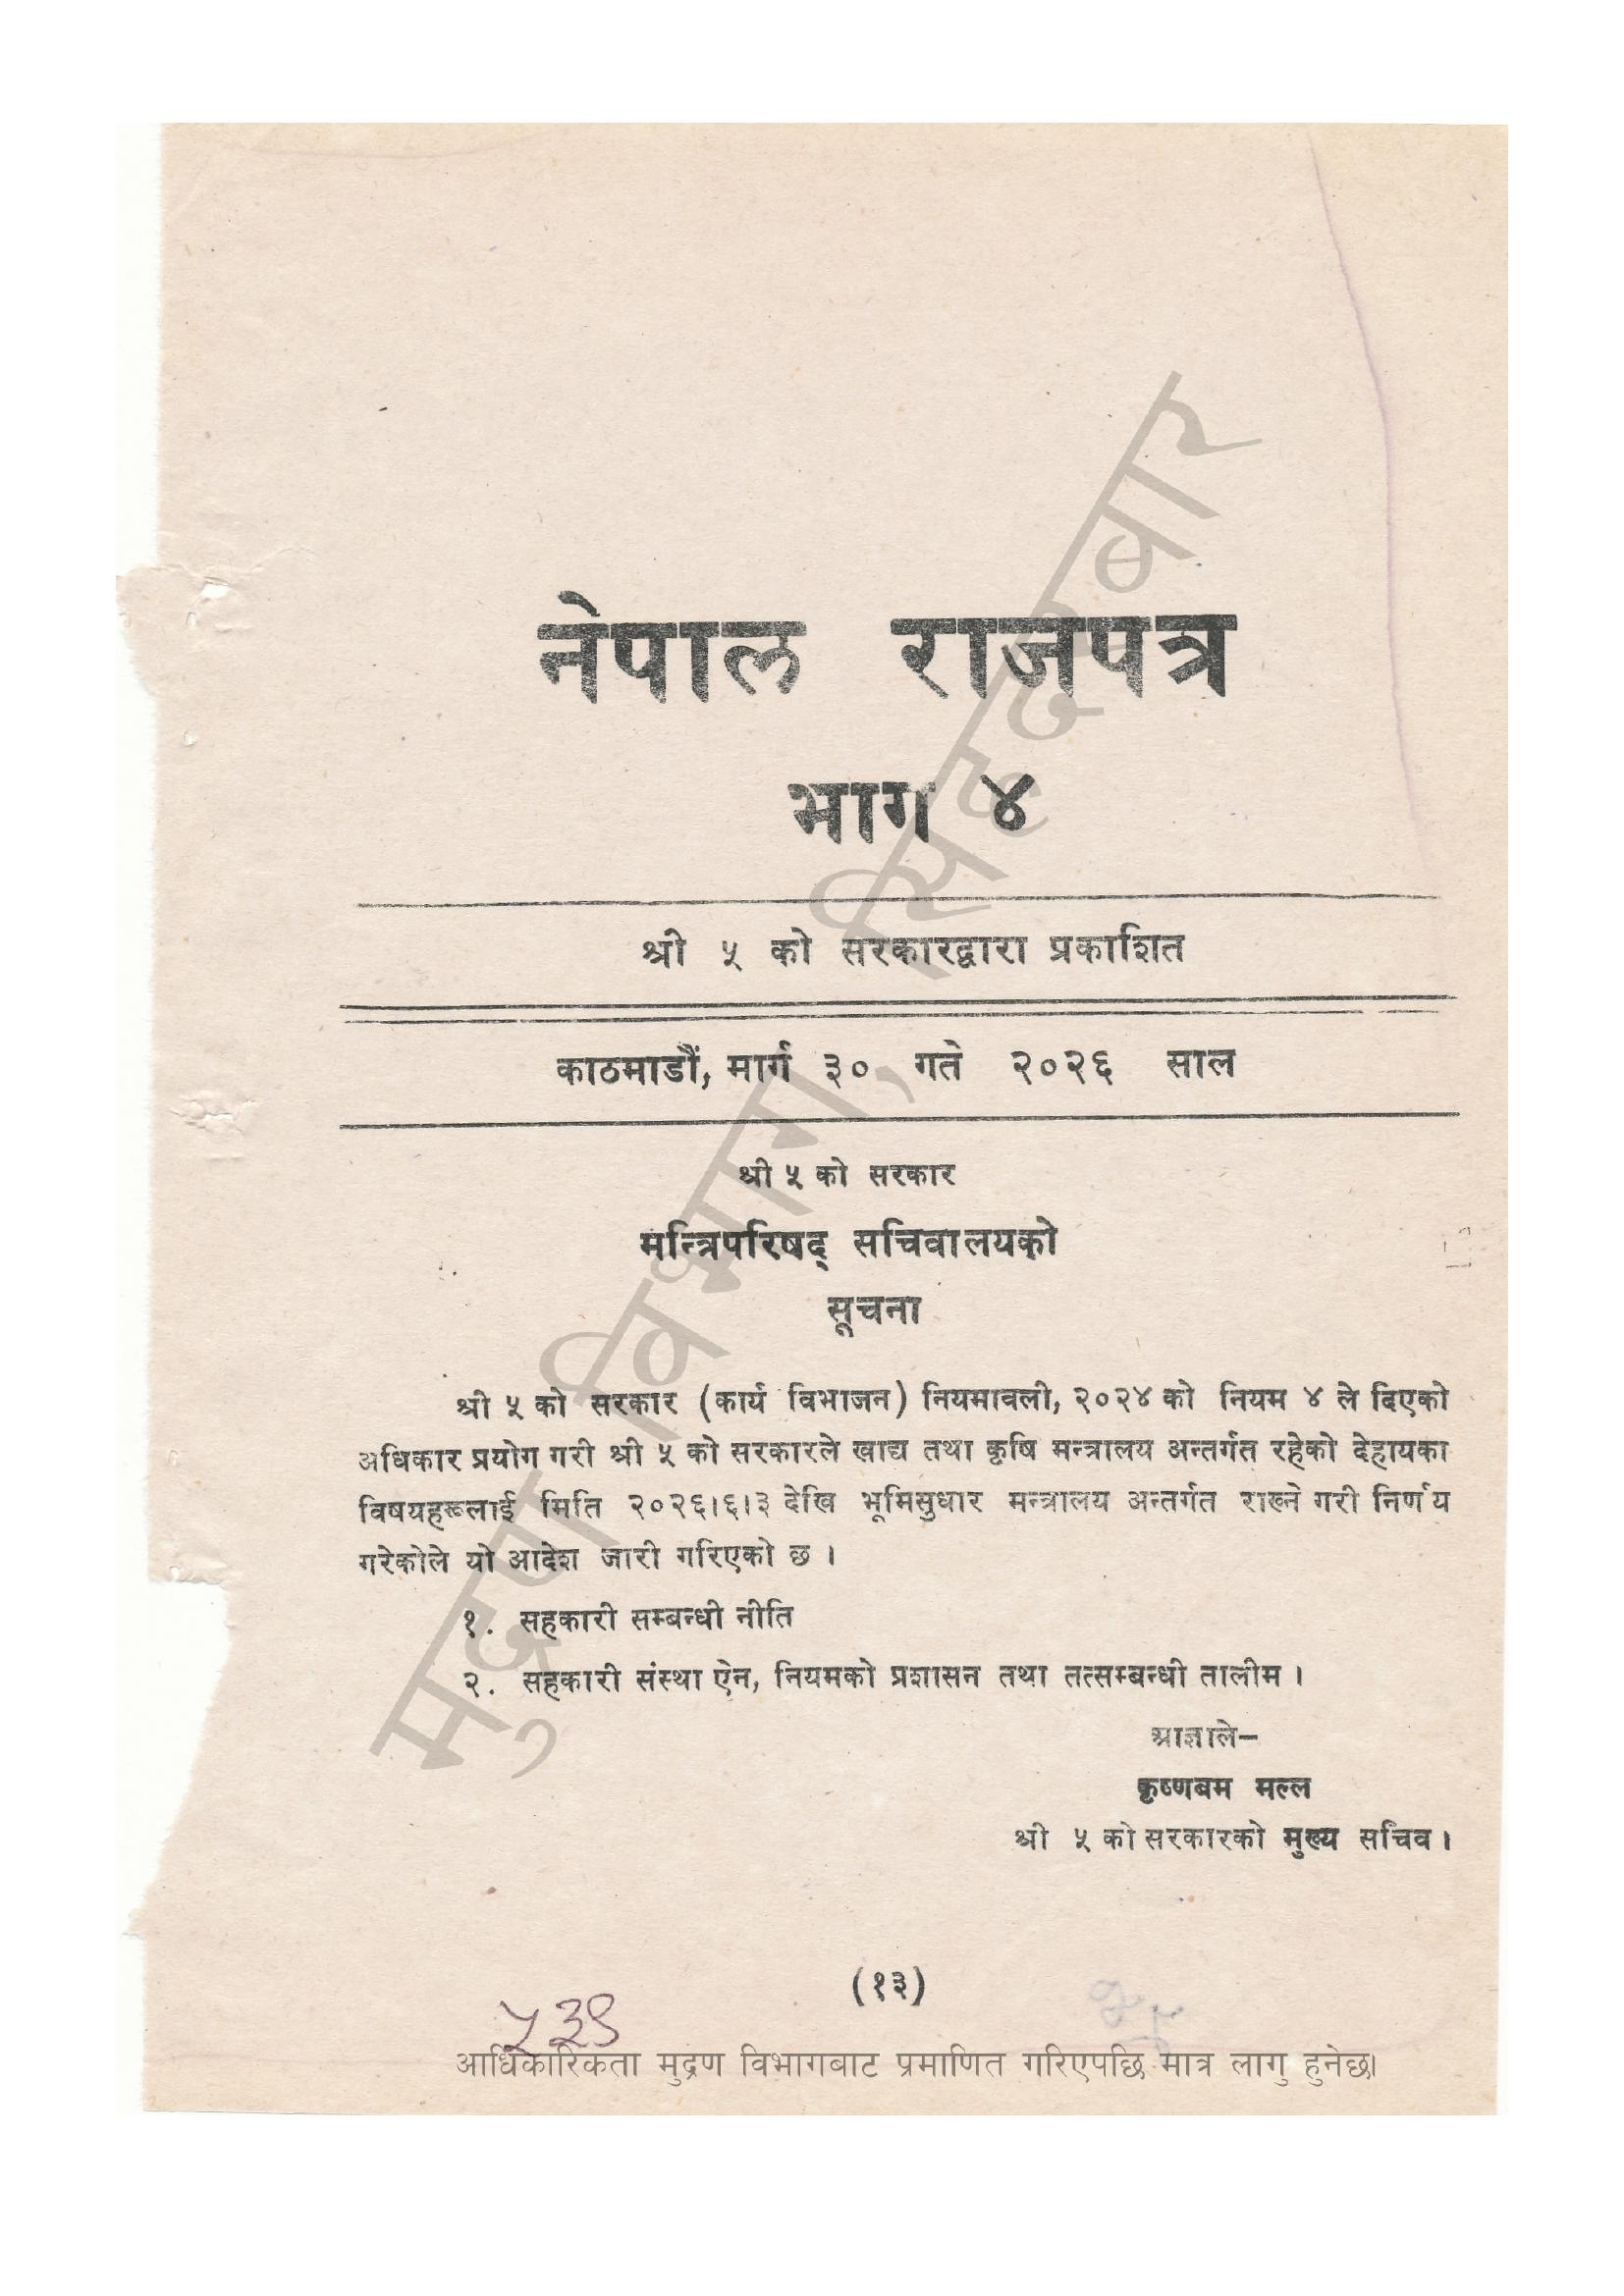 नेपाल राजपत्र
भाग ४
श्री ५ को सरकारद्वारा प्रकाशित
काठमाडौं, मार्ग ३० गते २०२६ साल
श्री ५ को सरकार
मन्त्रिपरिषद् सचिवालयको
सूचना
श्री ५ को सरकार (कार्य विभाजन) नियमावली, २०२४ को नियम ४ ले दिएको
अधिकार प्रयोग गरी श्री ५ को सरकारले खाद्य तथा कृषि मन्त्रालय अन्तर्गत रहेको देहायका
विषयहरूलाई मिति २०२६।६।३ देखि भूमिसुधार मन्त्रालय अन्तर्गत राख्ने गरी निर्णय
गरेकोले यो आदेश जारी गरिएको छ ।
१. सहकारी सम्बन्धी नीति
२. सहकारी संस्था ऐन, नियमको प्रशासन तथा तत्सम्बन्धी तालीम ।
आज्ञाले–
कृष्णबम मल्ल
श्री ५ को सरकारको मुख्य सचिव ।
(१३)
५३९
आधिकारिकता मुद्रण विभागबाट प्रमाणित गरिएपछि मात्र लागु हुनेछ।
मुद्रण विभाग, सिंहदरबार